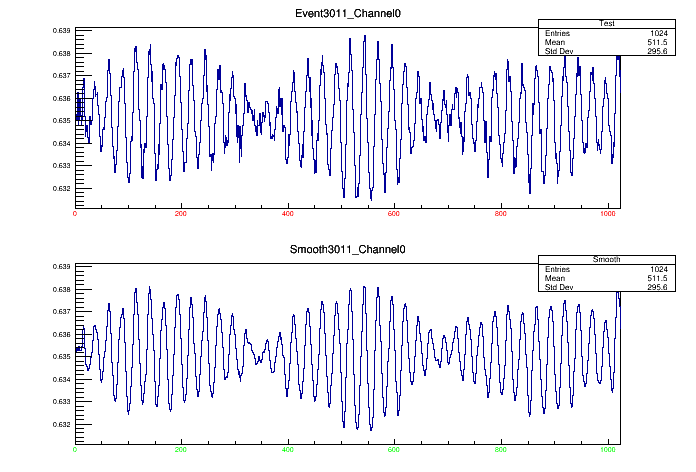 Event3011_Channel0
Test
Entries 1024
Mean 511.5
Std Dev 295.6
0.639
0.638
0.637
0.636
0.635
0.634
0.633
0.632
0 200 400 600 800 1000
Smooth3011_Channel0
Smooth
Entries 1024
Mean 511.5
Std Dev 295.6
0.639
0.638
0.637
0.636
0.635
0.634
0.633
0.632
0 200 400 600 800 1000